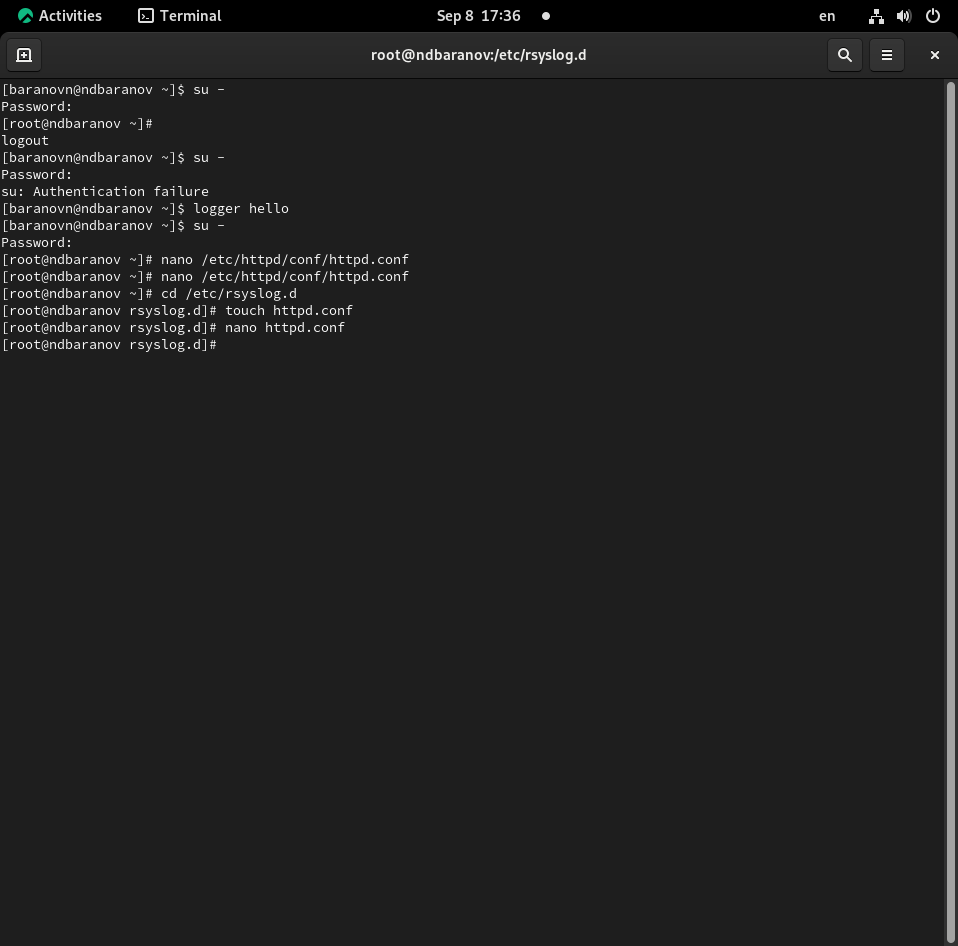 Activities Terminal Sep 8 17:36 en
root@ndbaranov:/etc/rsyslog.d
[baranovn@ndbaranov ~]$ su -
Password:
[root@ndbaranov ~]#
logout
[baranovn@ndbaranov ~]$ su -
Password:
su: Authentication failure
[baranovn@ndbaranov ~]$ logger hello
[baranovn@ndbaranov ~]$ su -
Password:
[root@ndbaranov ~]# nano /etc/httpd/conf/httpd.conf
[root@ndbaranov ~]# nano /etc/httpd/conf/httpd.conf
[root@ndbaranov ~]# cd /etc/rsyslog.d
[root@ndbaranov rsyslog.d]# touch httpd.conf
[root@ndbaranov rsyslog.d]# nano httpd.conf
[root@ndbaranov rsyslog.d]#